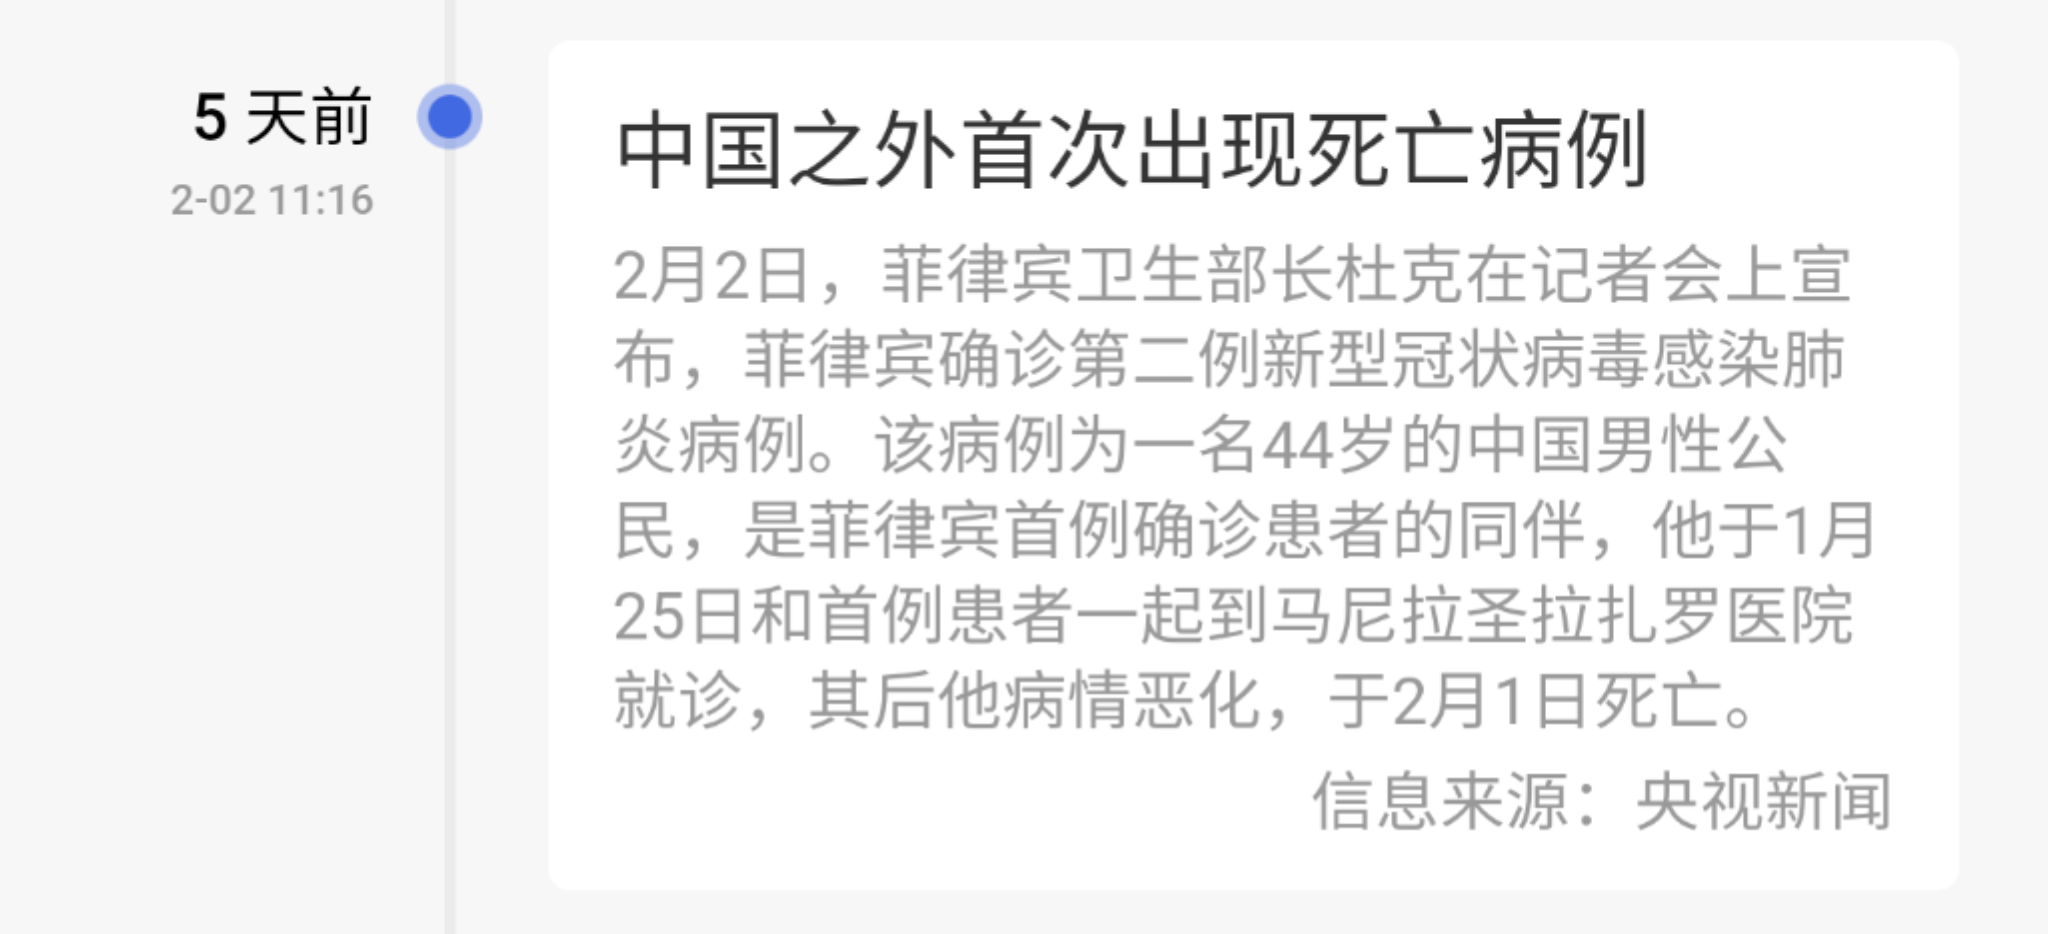 5 天前
2-02 11:16
中国之外首次出现死亡病例
2月2日，菲律宾卫生部长杜克在记者会上宣
布，菲律宾确诊第二例新型冠状病毒感染肺
炎病例。该病例为一名44岁的中国男性公
民，是菲律宾首例确诊患者的同伴，他于1月
25日和首例患者一起到马尼拉圣拉扎罗医院
就诊，其后他病情恶化，于2月1日死亡。
信息来源：央视新闻